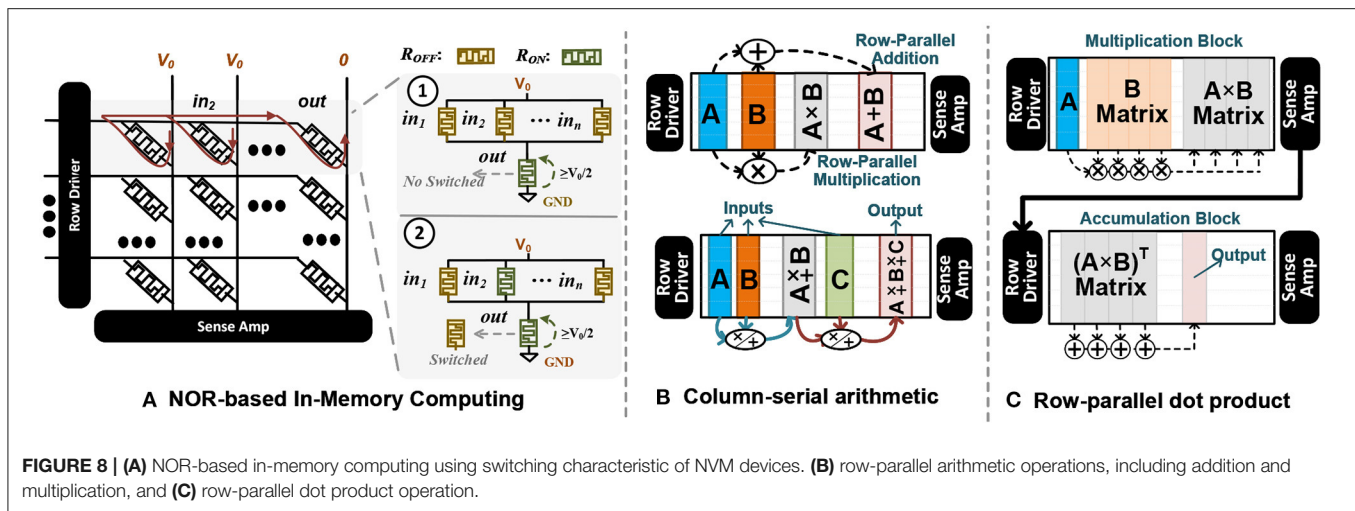 V0 V0 0
in2 out
Row Driver
Sense Amp
ROFF: RON:
1
V0
in1 in2 ··· inn
out
≥V0/2
No Switched
GND
2
V0
in1 in2 ··· inn
out
≥V0/2
Switched
GND
A NOR-based In-Memory Computing
Row-Parallel
Addition
+
Row
Driver
A
B
A×B
A+B
Sense
Amp
×
Row-Parallel
Multiplication
Inputs
Output
Row
Driver
A
B
A×+B
C
A×+B×+C
Sense
Amp
×/+
×/+
B Column-serial arithmetic
Multiplication Block
Row
Driver
A
B
Matrix
A×B
Matrix
Sense
Amp
× × × ×
Accumulation Block
Row
Driver
(A×B)T
Matrix
Output
Sense
Amp
+ + + +
C Row-parallel dot product
FIGURE 8 | (A) NOR-based in-memory computing using switching characteristic of NVM devices. (B) row-parallel arithmetic operations, including addition and
multiplication, and (C) row-parallel dot product operation.